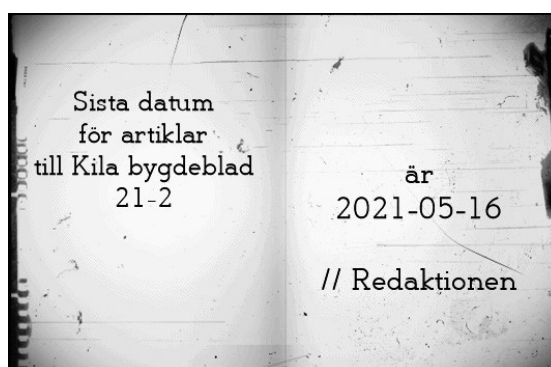 Sista datum
för artiklar
till Kila bygdeblad
21-2
är
2021-05-16
// Redaktionen